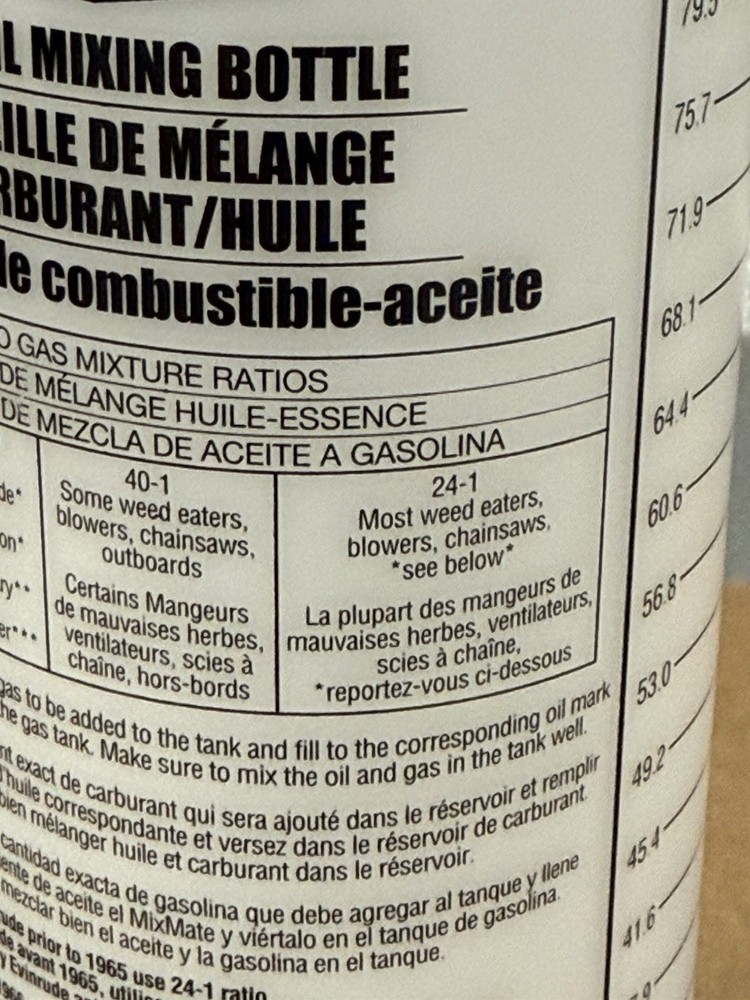 L MIXING BOTTLE
ILLE DE MÉLANGE
RBURANT/HUILE
le combustible-aceite
O GAS MIXTURE RATIOS
DE MÉLANGE HUILE-ESSENCE
DE MEZCLA DE ACEITE A GASOLINA
de*
on*
ry**
er***
40-1
Some weed eaters,
blowers, chainsaws,
outboards
Certains Mangeurs
de mauvaises herbes,
ventilateurs, scies à
chaîne, hors-bords
24-1
Most weed eaters,
blowers, chainsaws,
*see below*
La plupart des mangeurs de
mauvaises herbes, ventilateurs,
scies à chaîne,
*reportez-vous ci-dessous
gas to be added to the tank and fill to the corresponding oil mark
he gas tank. Make sure to mix the oil and gas in the tank well.
nt exact de carburant qui sera ajouté dans le réservoir et remplir
l'huile correspondante et versez dans le réservoir de carburant.
bien mélanger huile et carburant dans le réservoir.
cantidad exacta de gasolina que debe agregar al tanque y llene
ente de aceite el MixMate y viértalo en el tanque de gasolina.
mezclar bien el aceite y la gasolina en el tanque.
ude prior to 1965 use 24-1 ratio
de avant 1965, utilis
y Evinrude
79.5
75.7
71.9
68.1
64.4
60.6
56.8
53.0
49.2
45.4
41.6